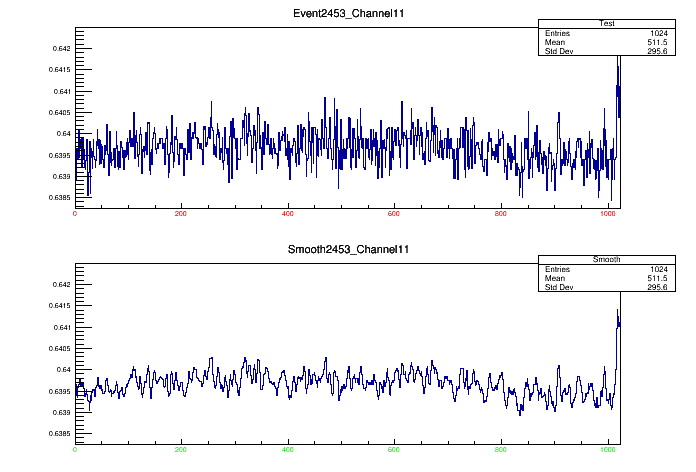 Event2453_Channel11
Test
Entries 1024
Mean 511.5
Std Dev 295.6
0.642
0.6415
0.641
0.6405
0.64
0.6395
0.639
0.6385
0 200 400 600 800 1000
Smooth2453_Channel11
Smooth
Entries 1024
Mean 511.5
Std Dev 295.6
0.642
0.6415
0.641
0.6405
0.64
0.6395
0.639
0.6385
0 200 400 600 800 1000